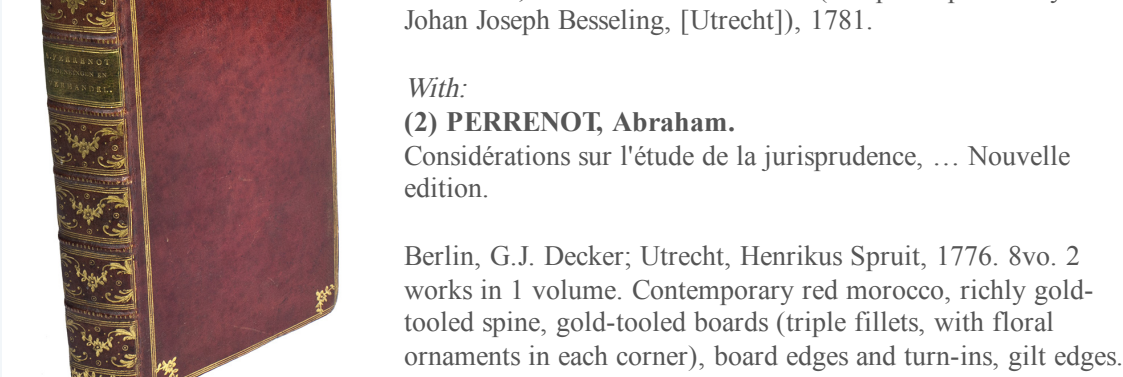 Johan Joseph Besseling, [Utrecht]), 1781.
With:
(2) PERRENOT, Abraham.
Considérations sur l'étude de la jurisprudence, … Nouvelle
edition.
Berlin, G.J. Decker; Utrecht, Henrikus Spruit, 1776. 8vo. 2
works in 1 volume. Contemporary red morocco, richly gold-
tooled spine, gold-tooled boards (triple fillets, with floral
ornaments in each corner), board edges and turn-ins, gilt edges.
PERRENOT